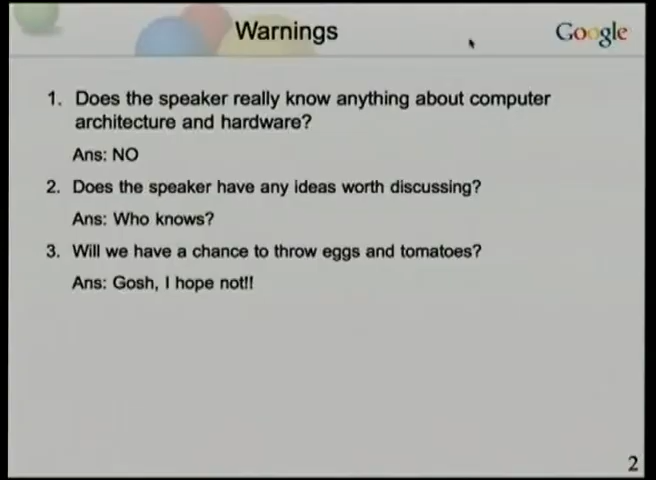 Warnings
Google
1. Does the speaker really know anything about computer
architecture and hardware?
Ans: NO
2. Does the speaker have any ideas worth discussing?
Ans: Who knows?
3. Will we have a chance to throw eggs and tomatoes?
Ans: Gosh, I hope not!!
2